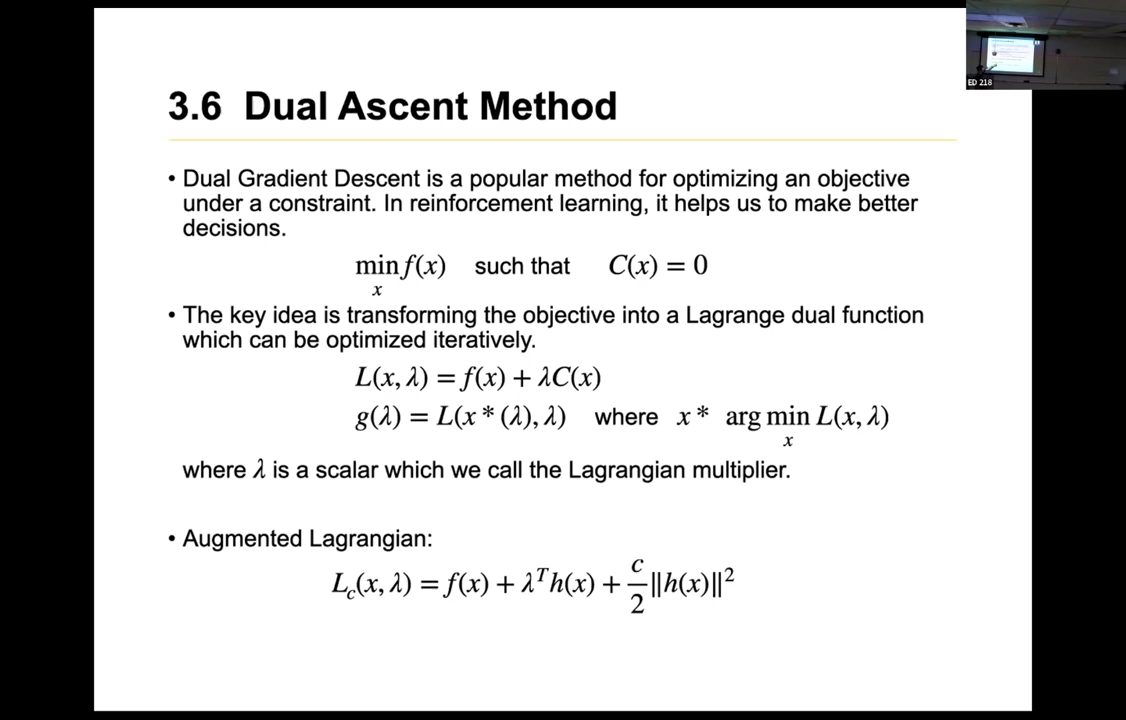 ED 218
3.6 Dual Ascent Method
• Dual Gradient Descent is a popular method for optimizing an objective
under a constraint. In reinforcement learning, it helps us to make better
decisions.
min f(x) such that C(x) = 0
x
• The key idea is transforming the objective into a Lagrange dual function
which can be optimized iteratively.
L(x, λ) = f(x) + λC(x)
g(λ) = L(x * (λ), λ) where x * arg min L(x, λ)
x
where λ is a scalar which we call the Lagrangian multiplier.
• Augmented Lagrangian:
L_c(x, λ) = f(x) + λ^T h(x) + c/2 ||h(x)||²